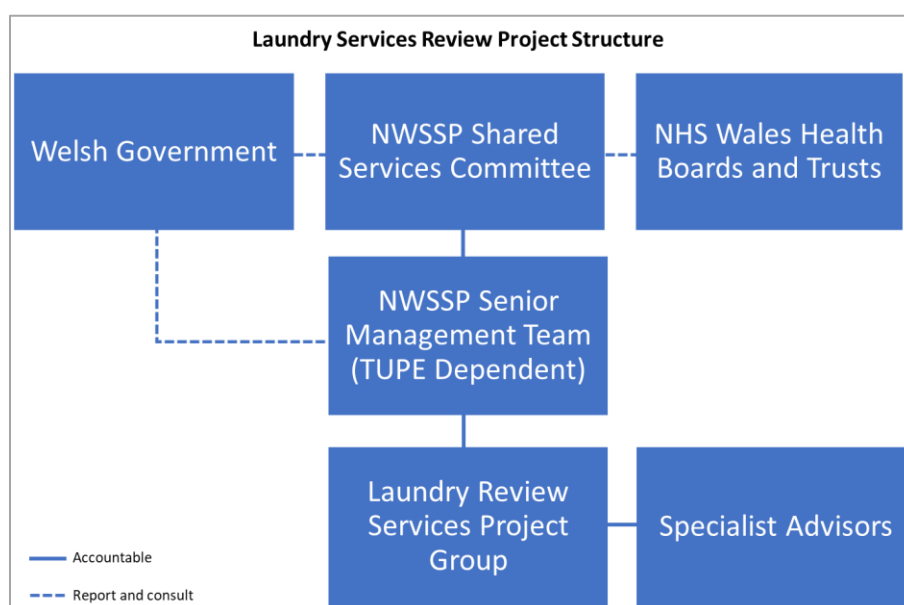 Laundry Services Review Project Structure
Welsh Government
NWSSP Shared
Services Committee
NHS Wales Health
Boards and Trusts
NWSSP Senior
Management Team
(TUPE Dependent)
Laundry Review
Services Project
Group
Specialist Advisors
Accountable
Report and consult